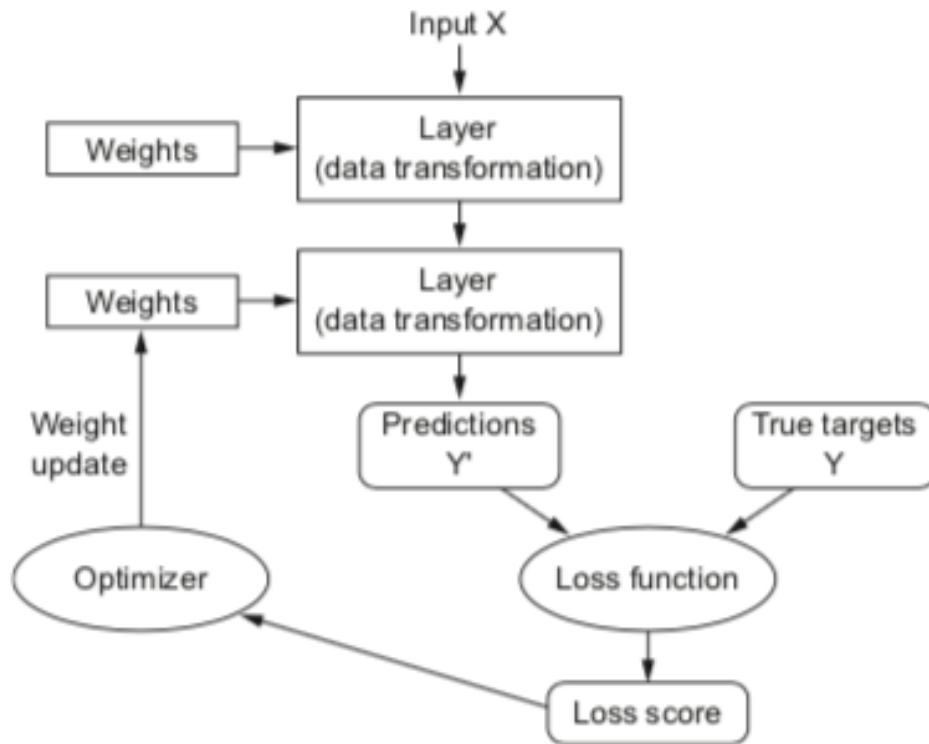 Input X
Weights
Layer
(data transformation)
Weights
Layer
(data transformation)
Weight
update
Predictions
Y'
True targets
Y
Optimizer
Loss function
Loss score